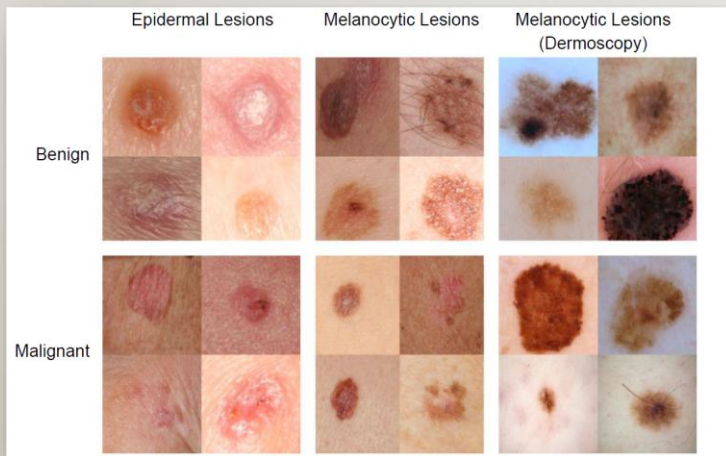 Epidermal Lesions
Melanocytic Lesions
Melanocytic Lesions
(Dermoscopy)
Benign
Malignant